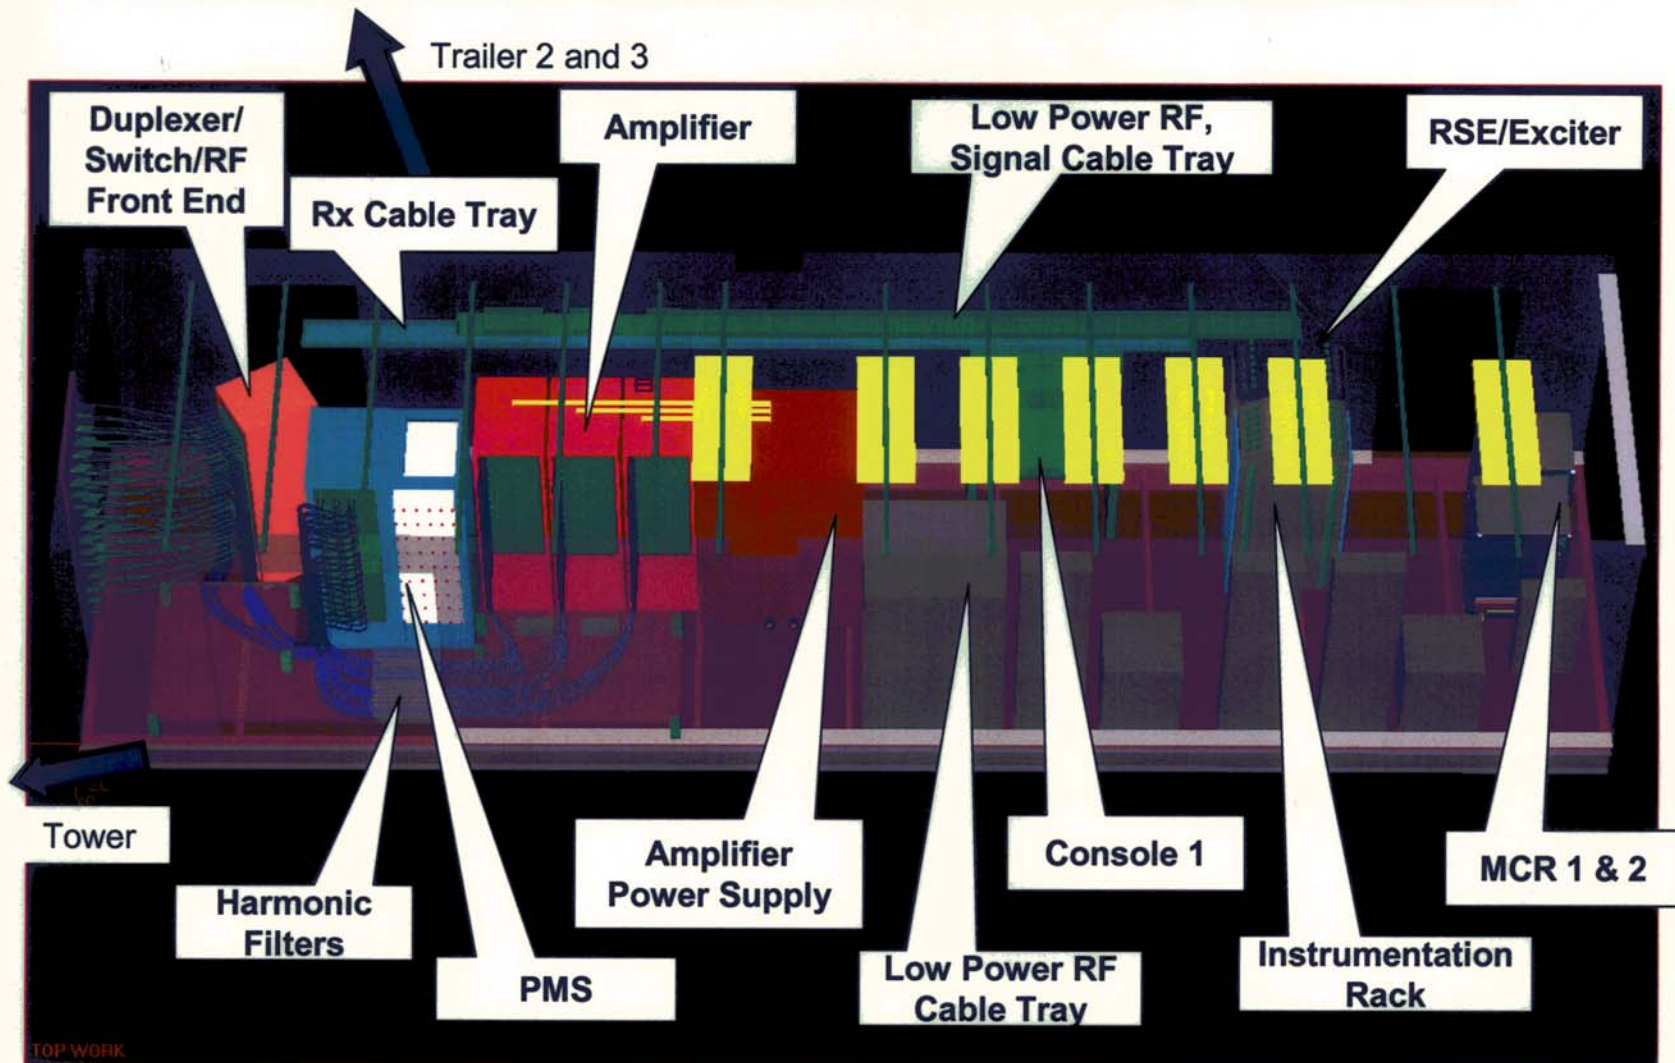 Trailer 2 and 3
Duplexer/
Switch/RF
Front End
Rx Cable Tray
Amplifier
Low Power RF,
Signal Cable Tray
RSE/Exciter
Tower
Harmonic
Filters
PMS
Amplifier
Power Supply
Low Power RF
Cable Tray
Console 1
Instrumentation
Rack
MCR 1 & 2
TOP WORK